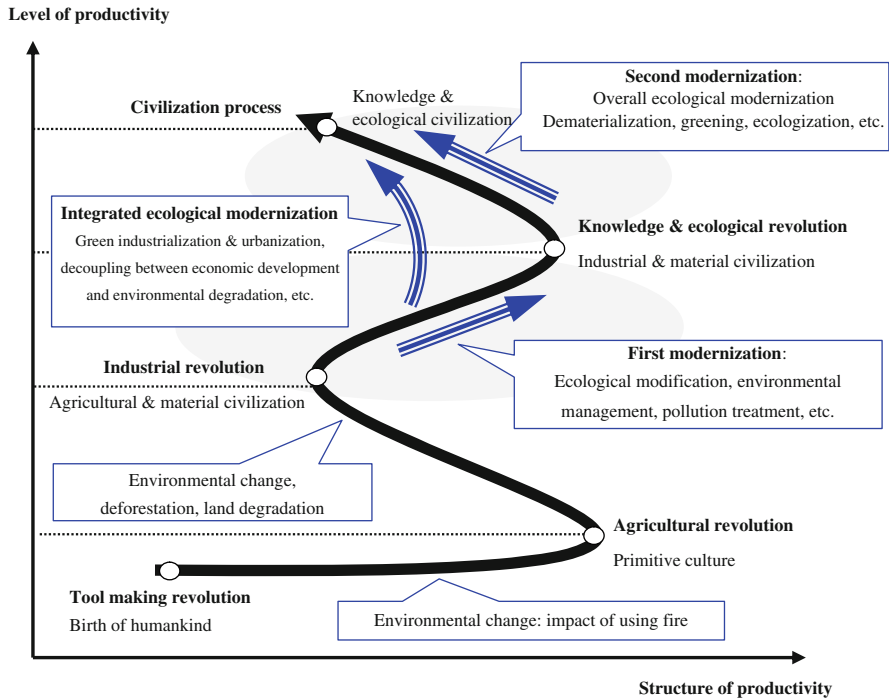 Level of productivity
Civilization process
Knowledge &
ecological civilization
Second modernization:
Overall ecological modernization
Dematerialization, greening, ecologization, etc.
Integrated ecological modernization
Green industrialization & urbanization,
decoupling between economic development
and environmental degradation, etc.
Knowledge & ecological revolution
Industrial & material civilization
Industrial revolution
Agricultural & material civilization
First modernization:
Ecological modification, environmental
management, pollution treatment, etc.
Environmental change,
deforestation, land degradation
Agricultural revolution
Primitive culture
Tool making revolution
Birth of humankind
Environmental change: impact of using fire
Structure of productivity